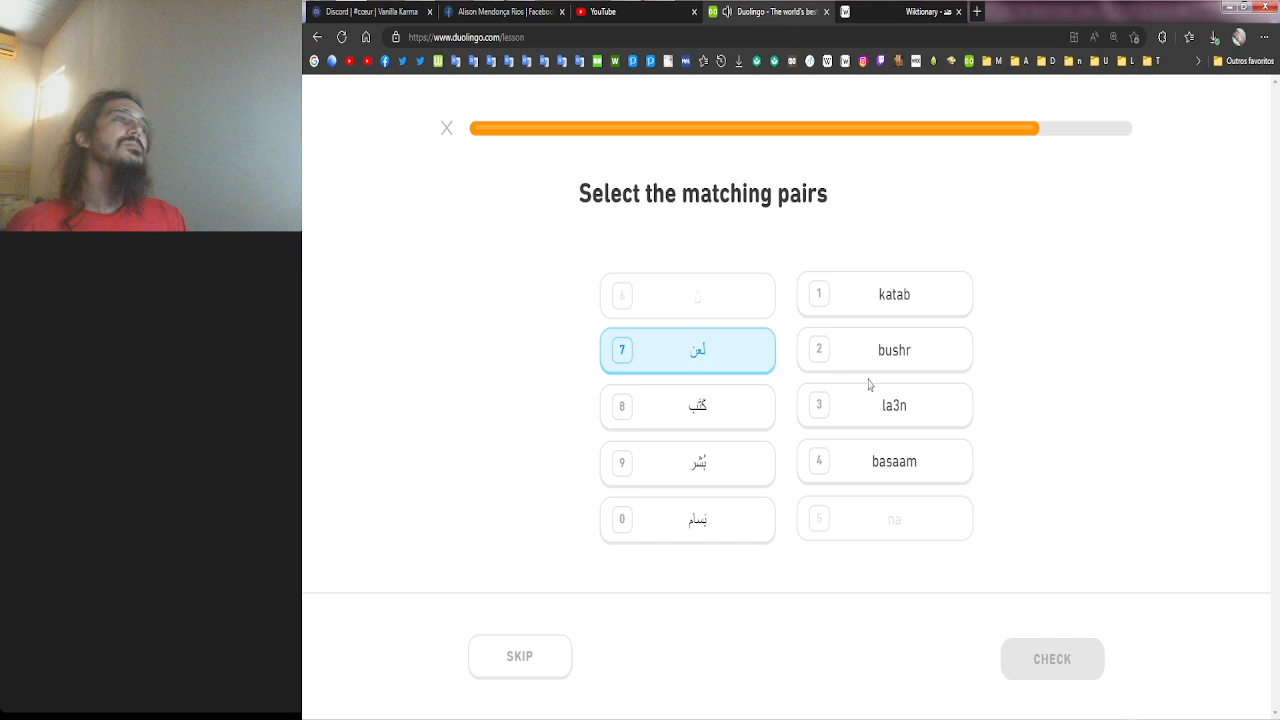 Discord | #cœur | Vanilla Karma
Alison Mendonça Rios | Facebook
YouTube
Duolingo - The world's best
Wiktionary
https://www.duolingo.com/lesson
M
A
D
n
U
L
T
Outros favoritos
Select the matching pairs
6 نَ
1 katab
7 لَعن
2 bushr
8 كَتَب
3 la3n
9 بُشر
4 basaam
0 بَسام
5 na
SKIP
CHECK